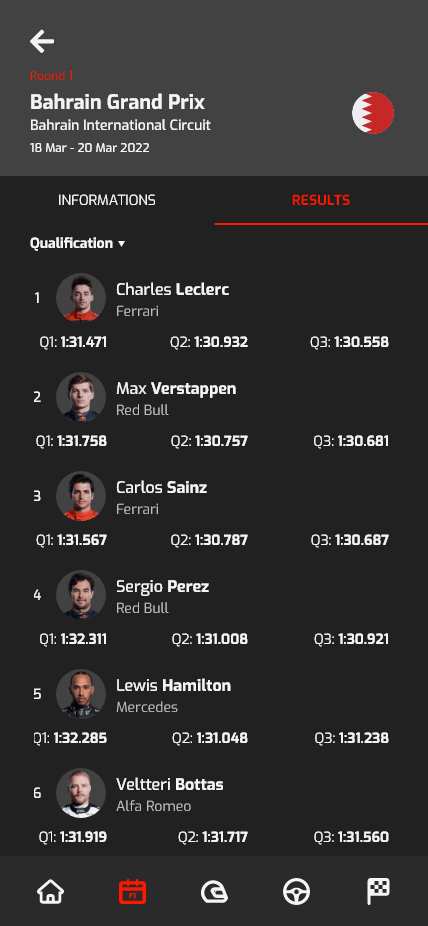 Round 1
Bahrain Grand Prix
Bahrain International Circuit
18 Mar - 20 Mar 2022
INFORMATIONS RESULTS
Qualification ▾
1 Charles Leclerc
Ferrari
Q1: 1:31.471 Q2: 1:30.932 Q3: 1:30.558
2 Max Verstappen
Red Bull
Q1: 1:31.758 Q2: 1:30.757 Q3: 1:30.681
3 Carlos Sainz
Ferrari
Q1: 1:31.567 Q2: 1:30.787 Q3: 1:30.687
4 Sergio Perez
Red Bull
Q1: 1:32.311 Q2: 1:31.008 Q3: 1:30.921
5 Lewis Hamilton
Mercedes
Q1: 1:32.285 Q2: 1:31.048 Q3: 1:31.238
6 Veltteri Bottas
Alfa Romeo
Q1: 1:31.919 Q2: 1:31.717 Q3: 1:31.560
F1